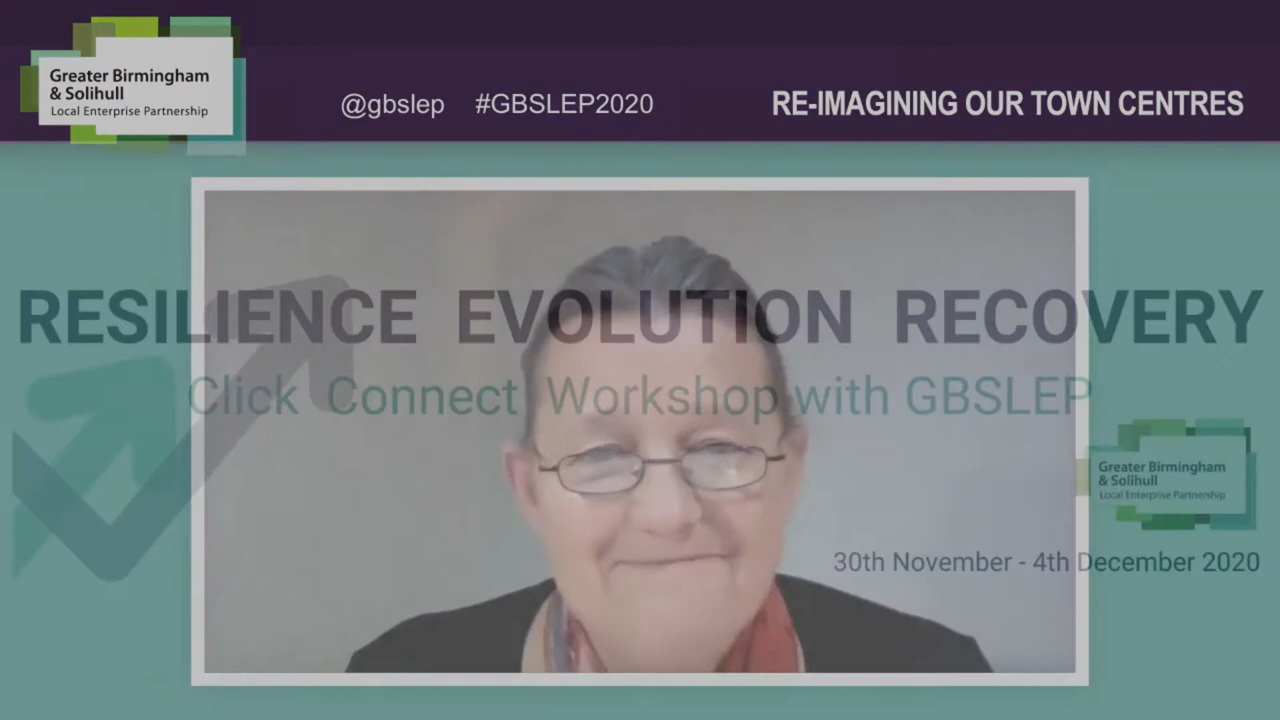 Greater Birmingham
& Solihull
Local Enterprise Partnership
@gbslep #GBSLEP2020
RE-IMAGINING OUR TOWN CENTRES
RESILIENCE EVOLUTION RECOVERY
Click Connect Workshop with GBSLEP
Greater Birmingham
& Solihull
Local Enterprise Partnership
30th November - 4th December 2020